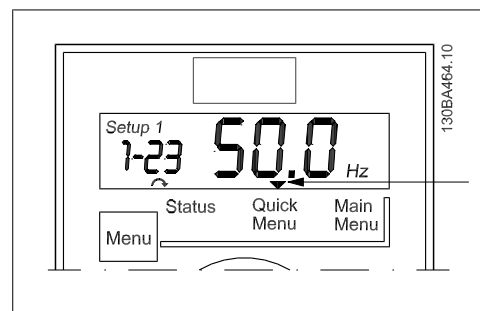 130BA464.10
Setup 1
1-23
50.0
Hz
Status
Quick
Menu
Main
Menu
Menu